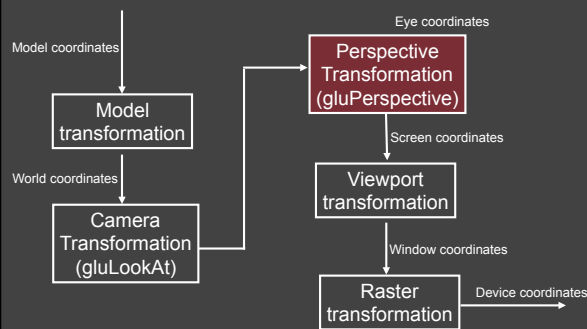 Model coordinates
Model
transformation
World coordinates
Camera
Transformation
(gluLookAt)
Eye coordinates
Perspective
Transformation
(gluPerspective)
Screen coordinates
Viewport
transformation
Window coordinates
Raster
transformation
Device coordinates